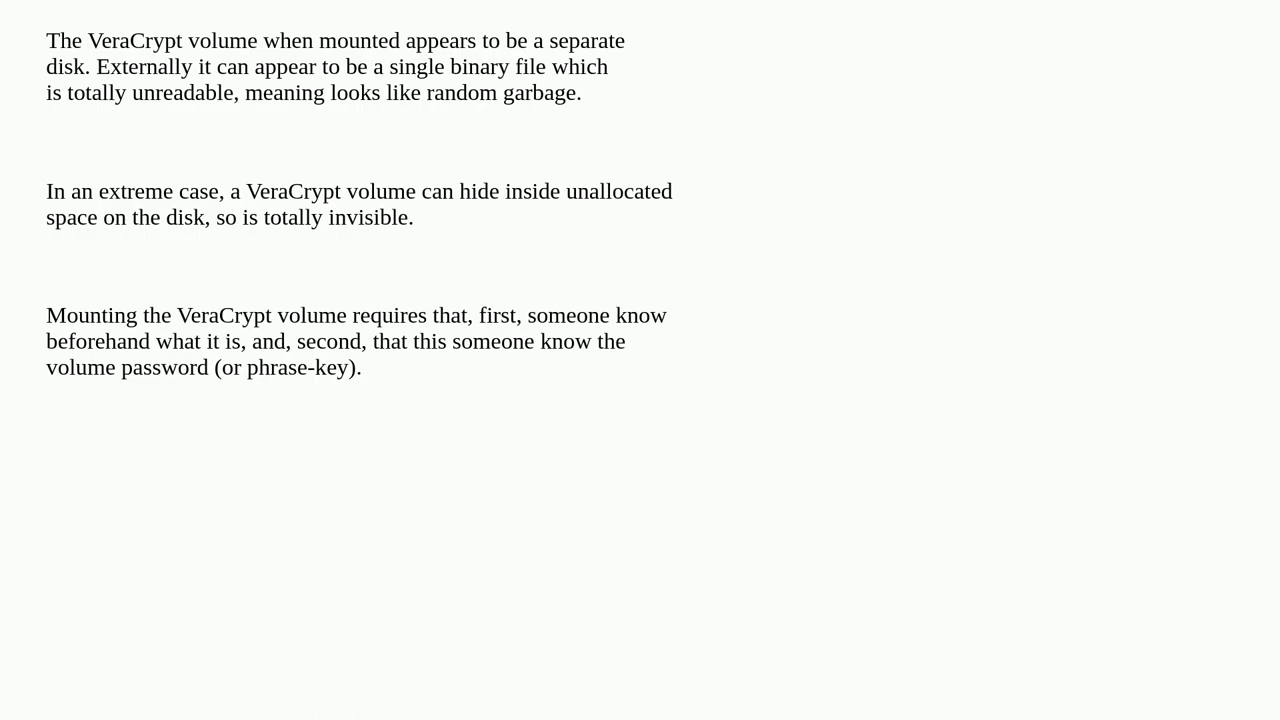 The VeraCrypt volume when mounted appears to be a separate
disk. Externally it can appear to be a single binary file which
is totally unreadable, meaning looks like random garbage.
In an extreme case, a VeraCrypt volume can hide inside unallocated
space on the disk, so is totally invisible.
Mounting the VeraCrypt volume requires that, first, someone know
beforehand what it is, and, second, that this someone know the
volume password (or phrase-key).